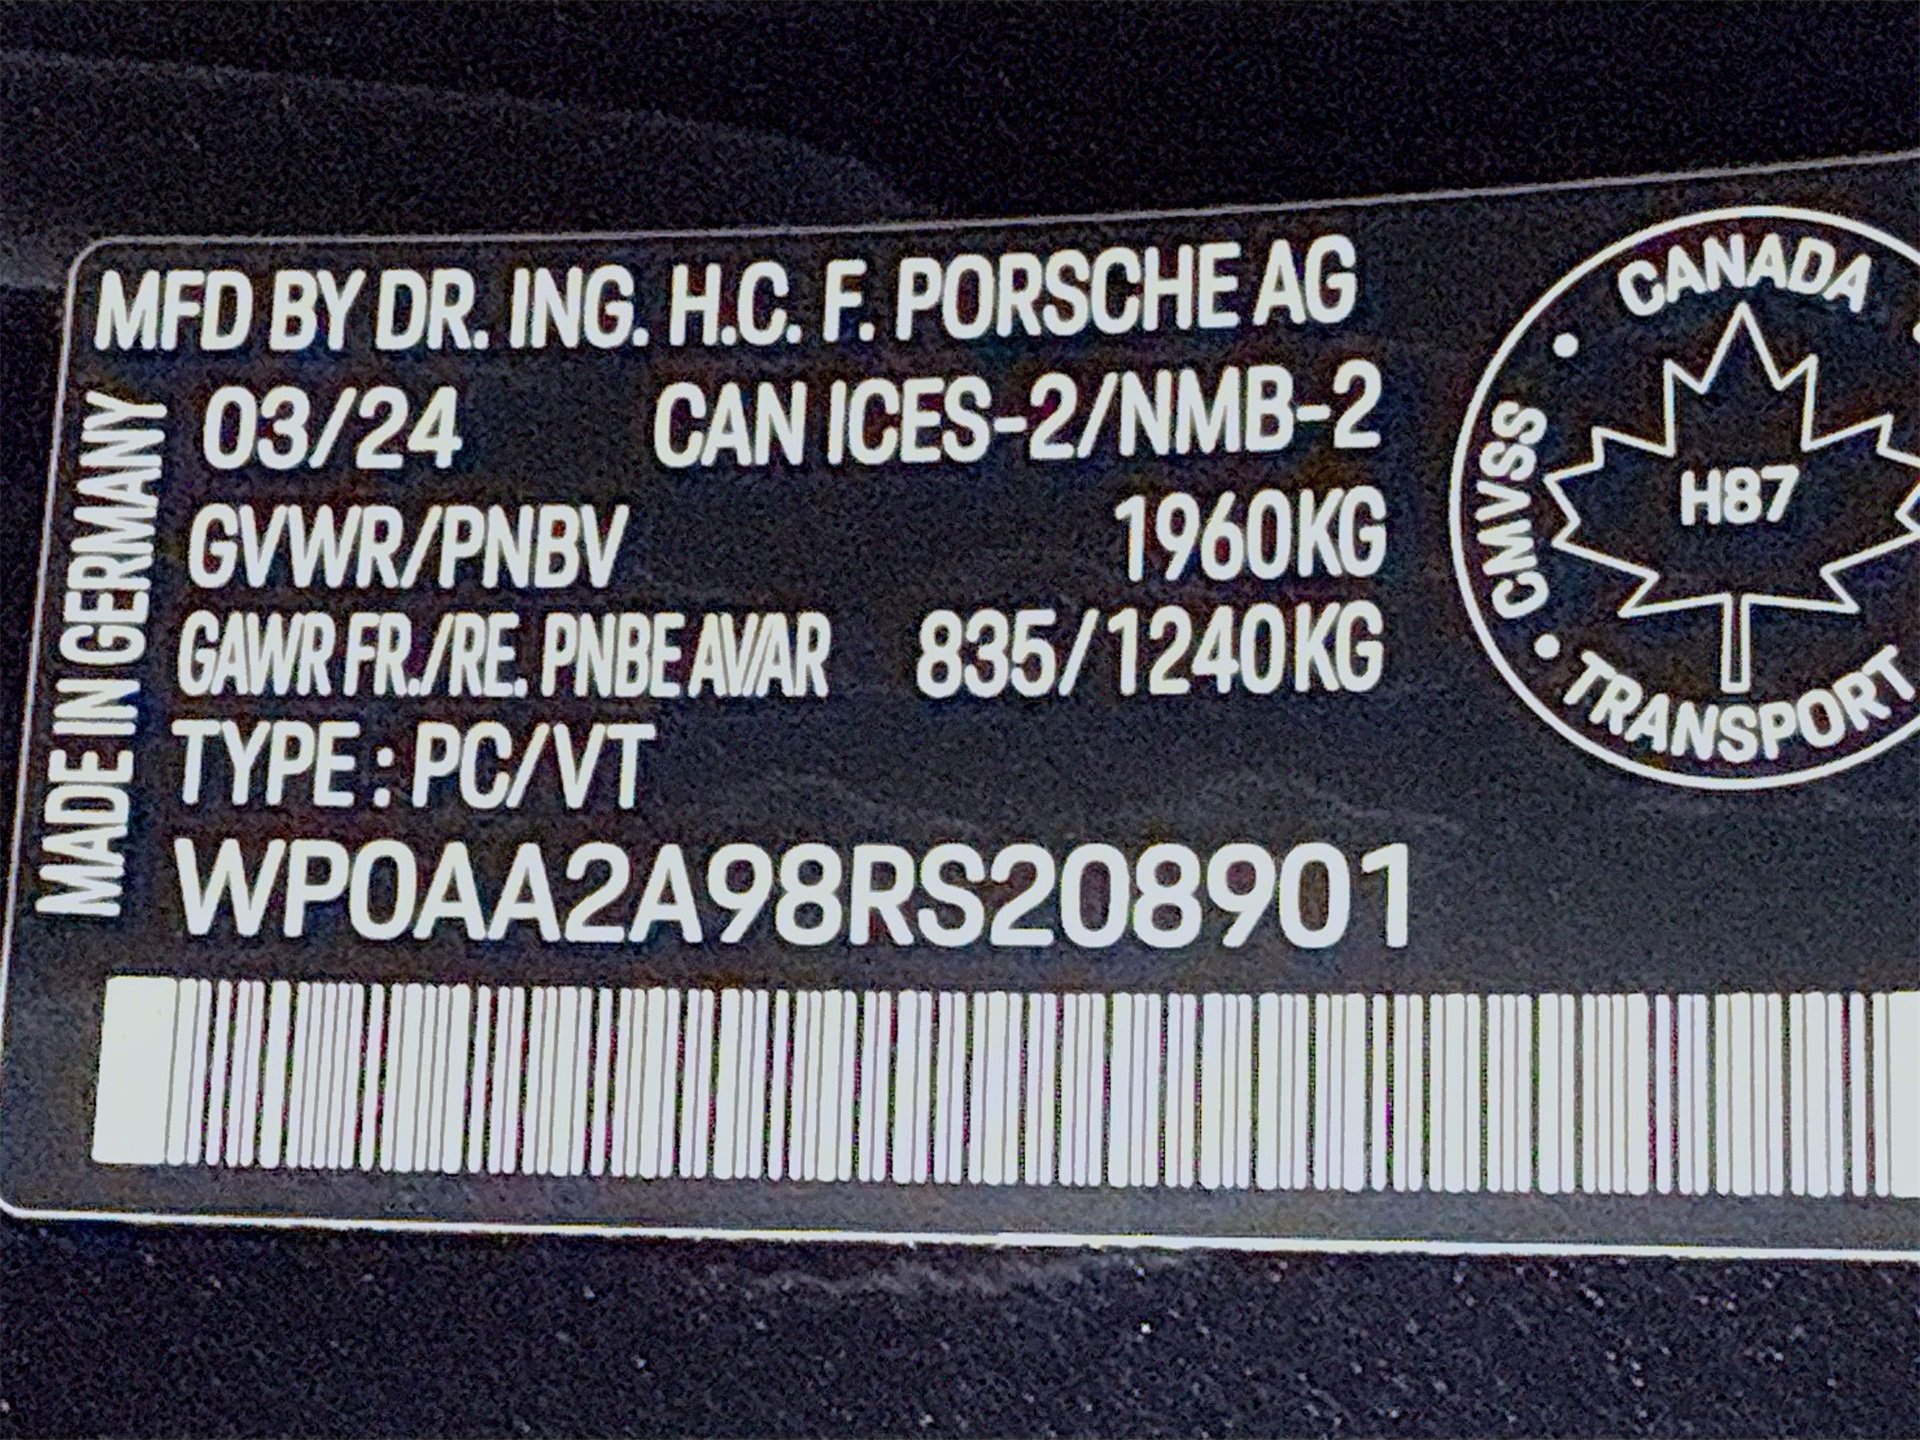 MFD BY DR. ING. H.C. F. PORSCHE AG
03/24 CAN ICES-2/NMB-2
GVWR/PNBV 1960KG
GAWR FR./RE. PNBE AV/AR 835/1240KG
TYPE : PC/VT
WP0AA2A98RS208901
MADE IN GERMANY
CANADA
CMVSS
H87
TRANSPORT